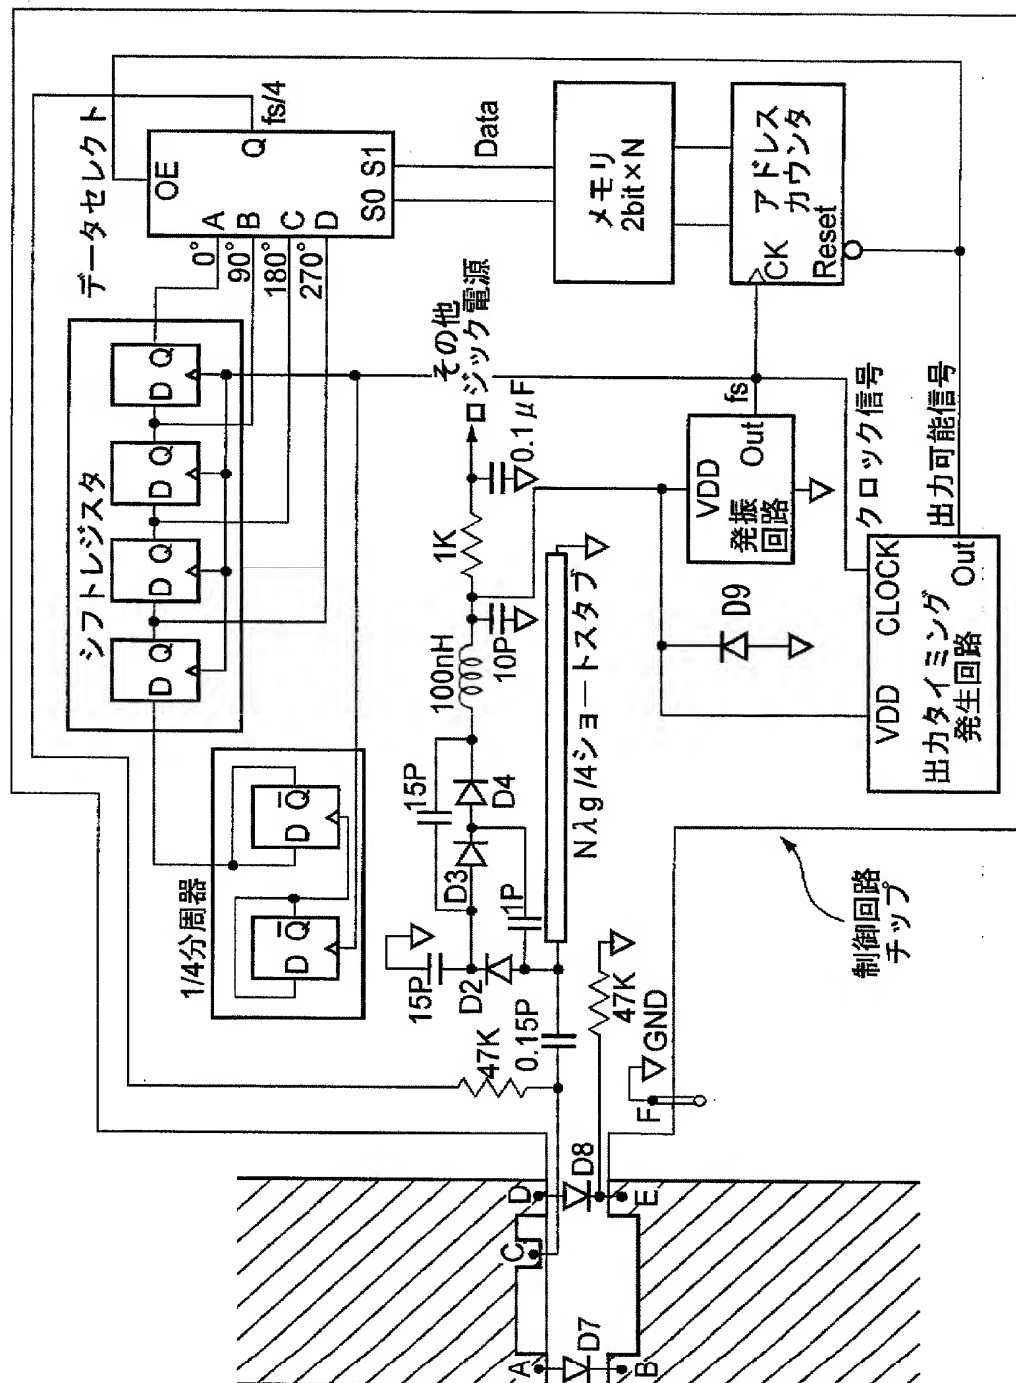 データセレクト
OE
A
B
C
D
Q
S0 S1
0°
90°
180°
270°
fs/4
Data
メモリ
2bit×N
アドレス
カウンタ
CK
Reset
シフトレジスタ
D Q
D Q
D Q
D Q
1/4分周器
D Q̅
D Q̅
その他
ロジック電源
0.1μF
1K
10P
100nH
15P
D4
D3
1P
15P
D2
0.15P
47K
Nλg/4ショートスタブ
47K
GND
F
fs
Out
VDD
発振
回路
D9
クロック信号
出力可能信号
VDD
CLOCK
出力タイミング
発生回路
Out
制御回路
チップ
D
D8
E
C
A
D7
B